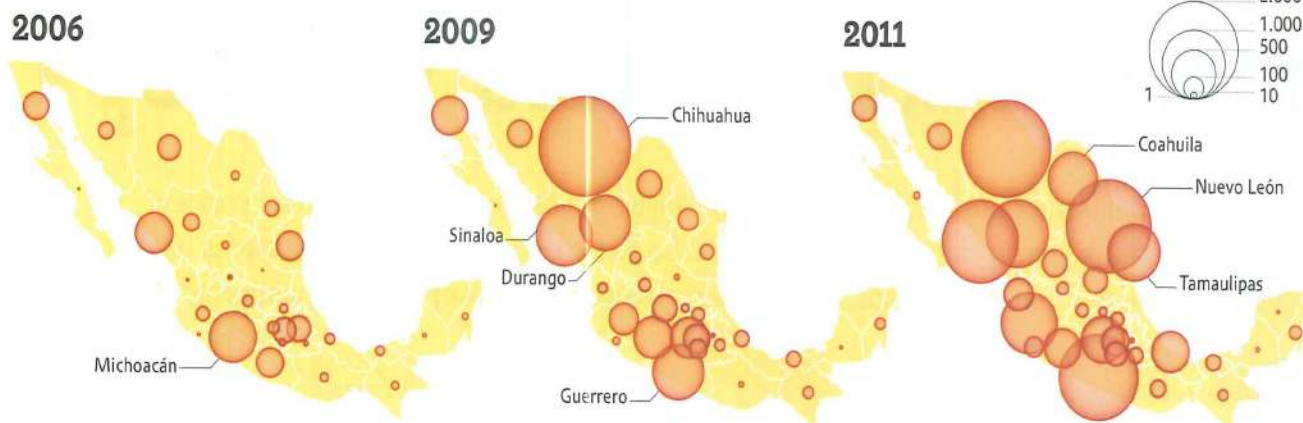 2006
2009
2011
1.000
500
100
1
10
Chihuahua
Coahuila
Nuevo León
Sinaloa
Durango
Tamaulipas
Michoacán
Guerrero